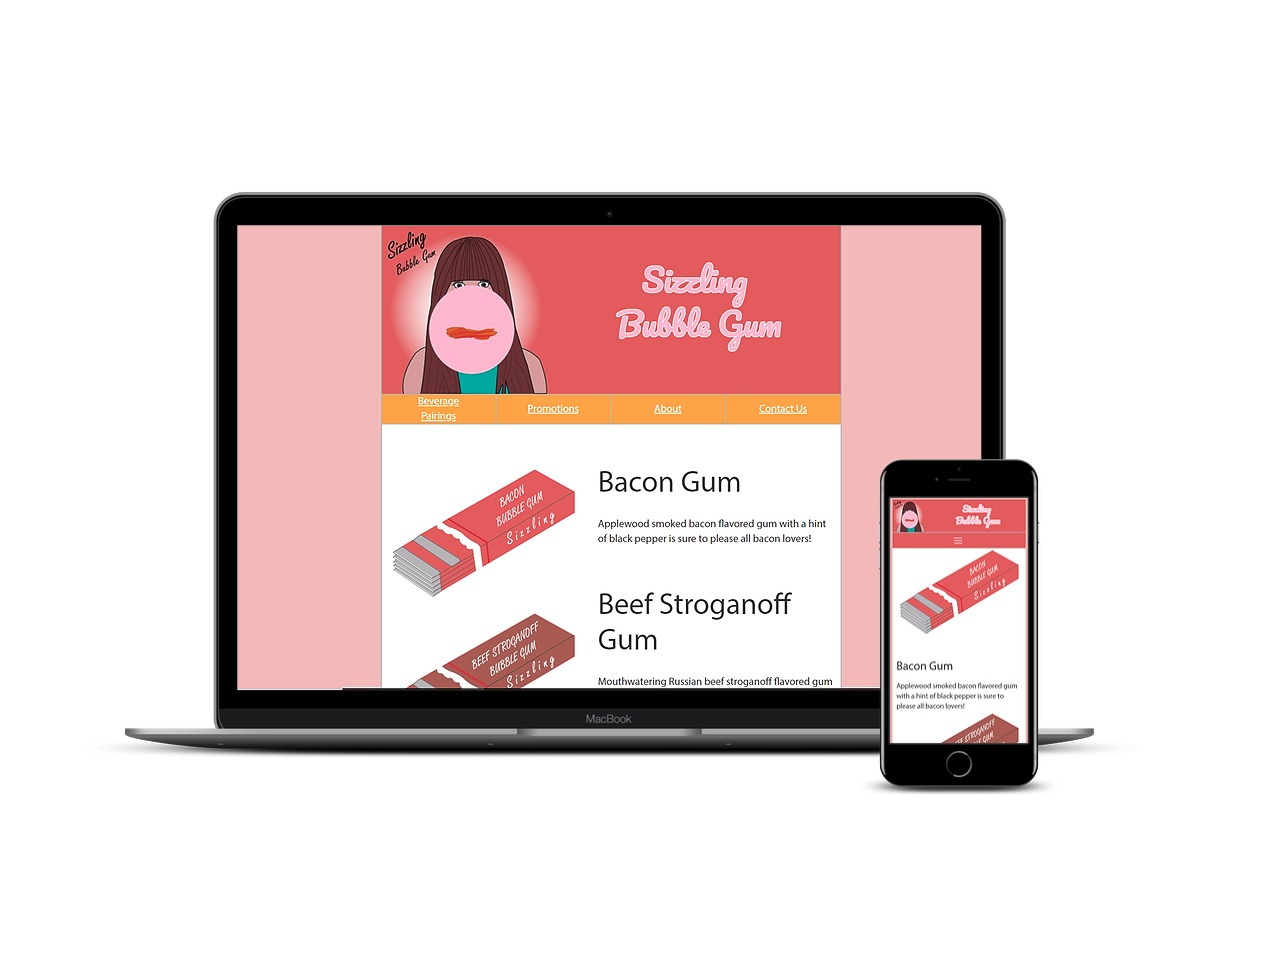 Sizzling
Bubble Gum
Sizzling
Bubble Gum
Beverage
Pairings
Promotions
About
Contact Us
BACON
BUBBLE GUM
Sizzling
Bacon Gum
Applewood smoked bacon flavored gum with a hint
of black pepper is sure to please all bacon lovers!
BEEF STROGANOFF
BUBBLE GUM
Sizzling
Beef Stroganoff
Gum
Mouthwatering Russian beef stroganoff flavored gum
MacBook
Sizzling
Bubble Gum
BACON
BUBBLE GUM
Sizzling
Bacon Gum
Applewood smoked bacon flavored gum
with a hint of black pepper is sure to
please all bacon lovers!
BEEF STROGANOFF